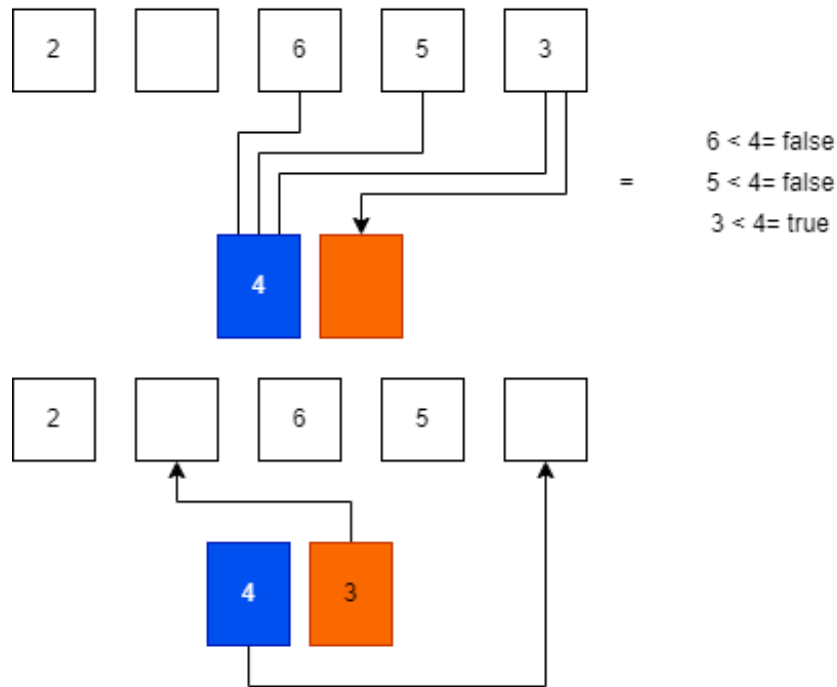 2 6 5 3
6 < 4= false
= 5 < 4= false
3 < 4= true
4
2 6 5
4 3